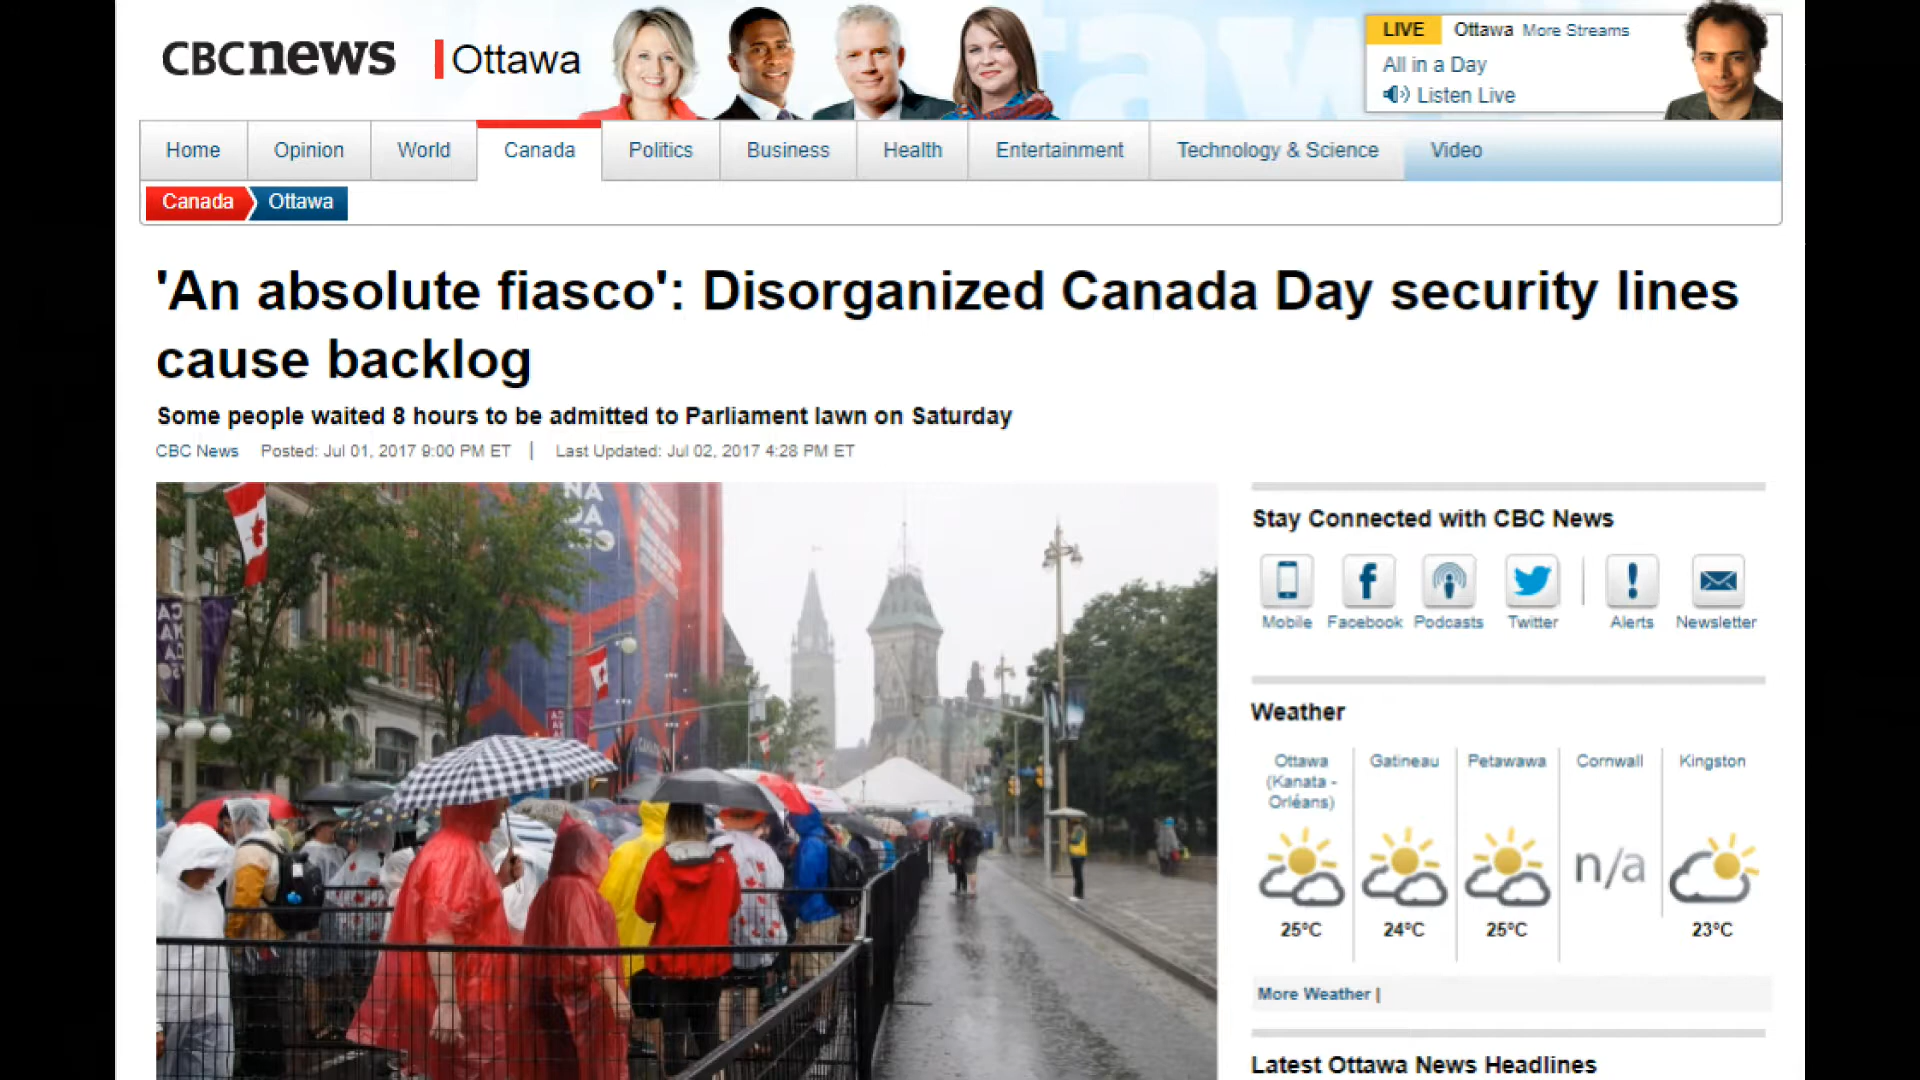 CBCnews | Ottawa
LIVE Ottawa More Streams
All in a Day
Listen Live
Home Opinion World Canada Politics Business Health Entertainment Technology & Science Video
Canada Ottawa
'An absolute fiasco': Disorganized Canada Day security lines
cause backlog
Some people waited 8 hours to be admitted to Parliament lawn on Saturday
CBC News Posted: Jul 01, 2017 9:00 PM ET | Last Updated: Jul 02, 2017 4:28 PM ET
NA
DA
Stay Connected with CBC News
Mobile Facebook Podcasts Twitter Alerts Newsletter
Weather
Ottawa Gatineau Petawawa Cornwall Kingston
(Kanata -
Orléans)
n/a
25°C 24°C 25°C 23°C
More Weather |
Latest Ottawa News Headlines
CA
NA
DA